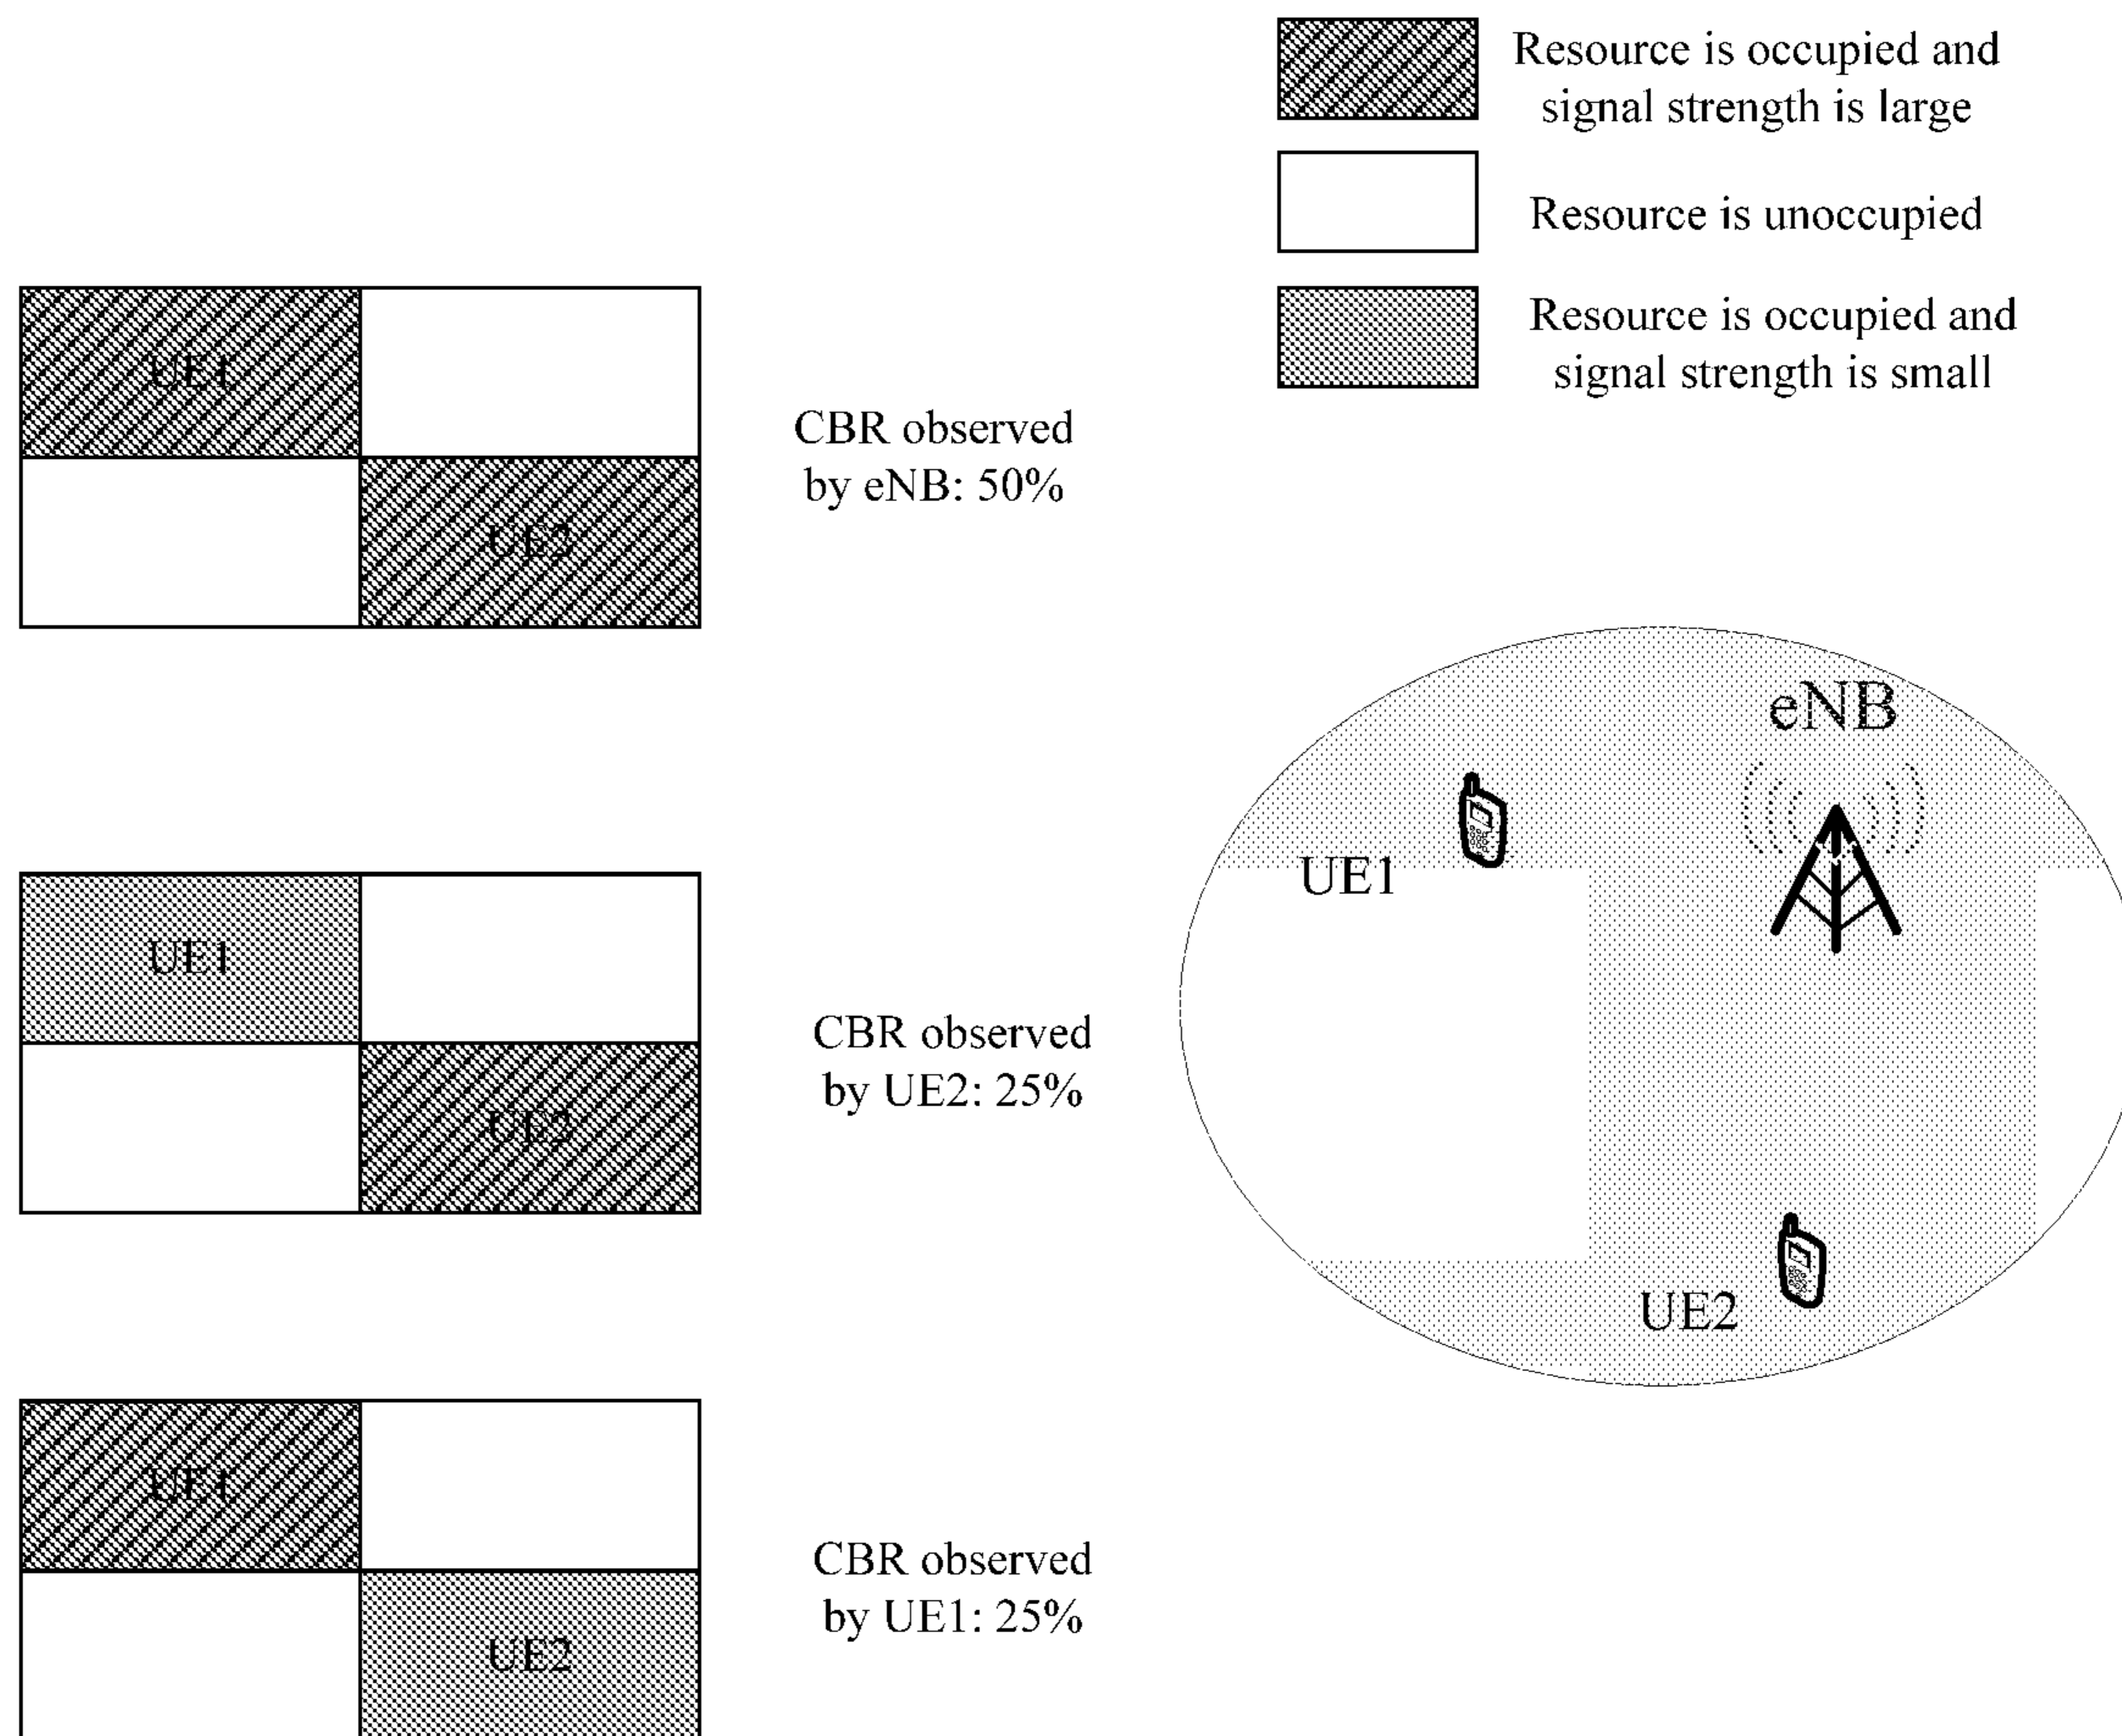 Resource is occupied and
signal strength is large
Resource is unoccupied
Resource is occupied and
signal strength is small
UE1
UE2
CBR observed
by eNB: 50%
eNB
UE1
UE2
UE1
UE2
CBR observed
by UE2: 25%
UE1
UE2
CBR observed
by UE1: 25%